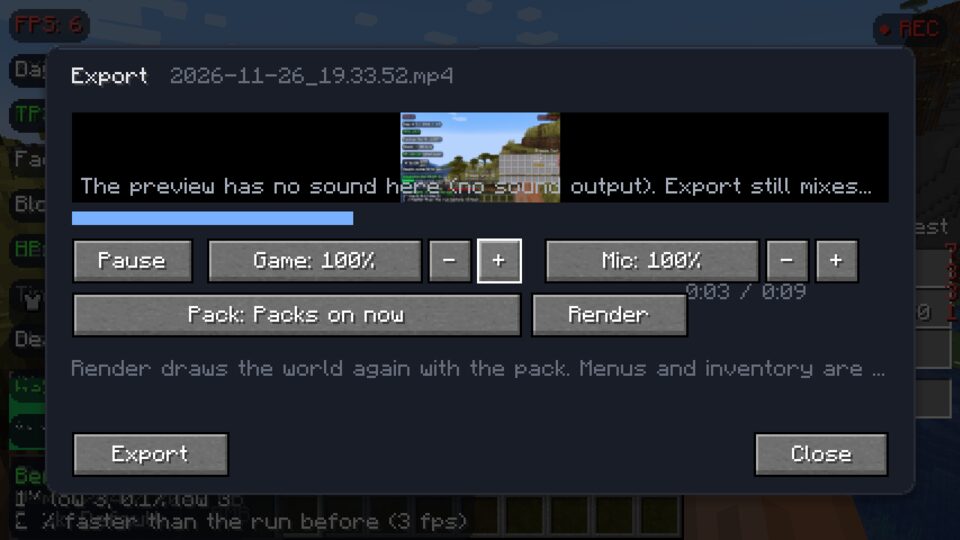 FPS: 6
REC
Export 2026-11-26_19.33.52.mp4
The preview has no sound here (no sound output). Export still mixes...
Pause
Game: 100%
-
+
Mic: 100%
-
+
0:03 / 0:09
Pack: Packs on now
Render
Render draws the world again with the pack. Menus and inventory are ...
Export
Close
faster than the run before (3 fps)